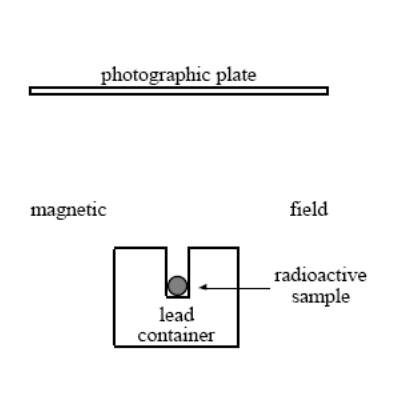 photographic plate
magnetic field
radioactive
sample
lead
container